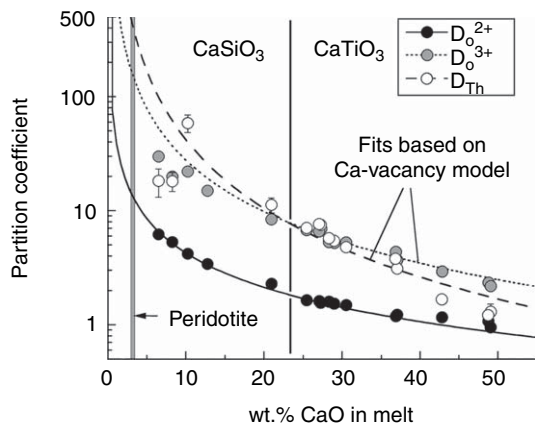 500
100
10
1
Partition coefficient
CaSiO₃
CaTiO₃
Dₒ²⁺
Dₒ³⁺
D_Th
Fits based on
Ca-vacancy model
Peridotite
0 10 20 30 40 50
wt.% CaO in melt